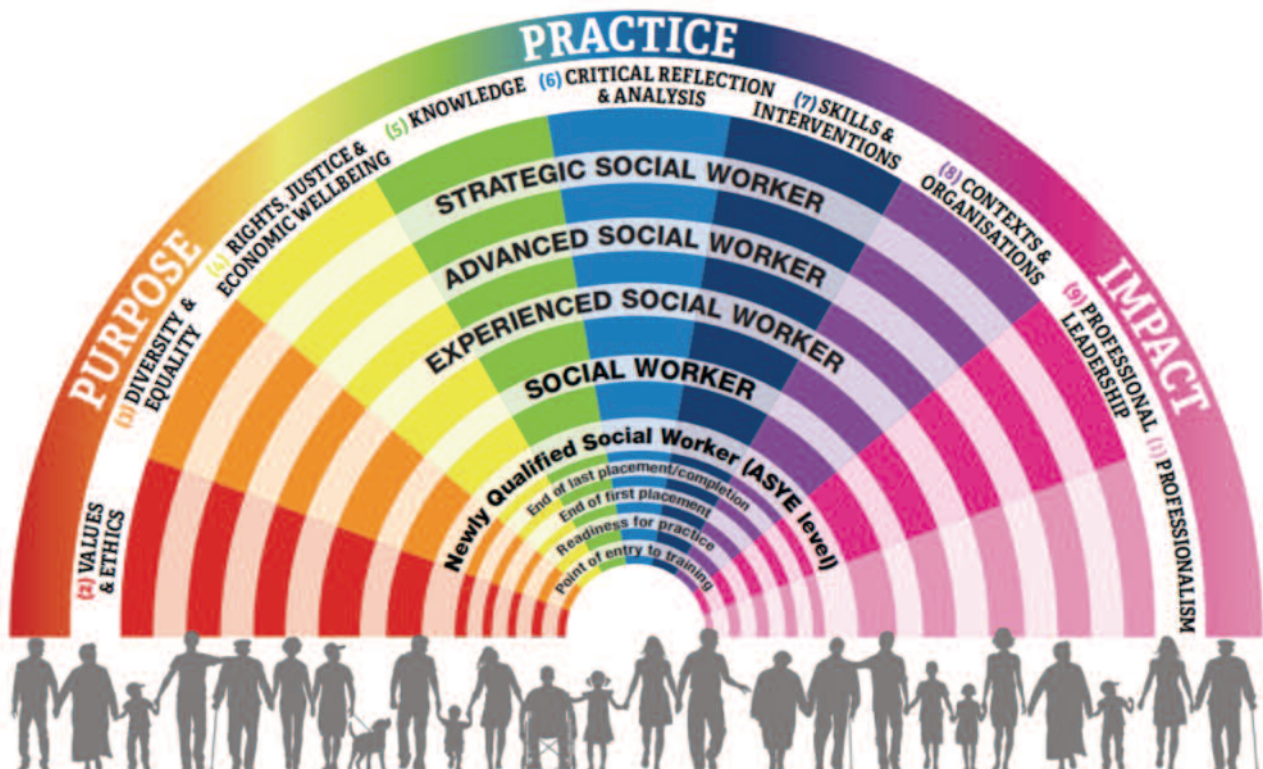 PURPOSE
PRACTICE
IMPACT
(2) VALUES
& ETHICS
(3) DIVERSITY &
EQUALITY
(4) RIGHTS, JUSTICE &
ECONOMIC WELLBEING
(5) KNOWLEDGE
(6) CRITICAL REFLECTION
& ANALYSIS
(7) SKILLS &
INTERVENTIONS
(8) CONTEXTS &
ORGANISATIONS
(9) PROFESSIONAL
LEADERSHIP
(1) PROFESSIONALISM
STRATEGIC SOCIAL WORKER
ADVANCED SOCIAL WORKER
EXPERIENCED SOCIAL WORKER
SOCIAL WORKER
Newly Qualified Social Worker (ASYE level)
End of last placement/completion
End of first placement
Readiness for practice
Point of entry to training